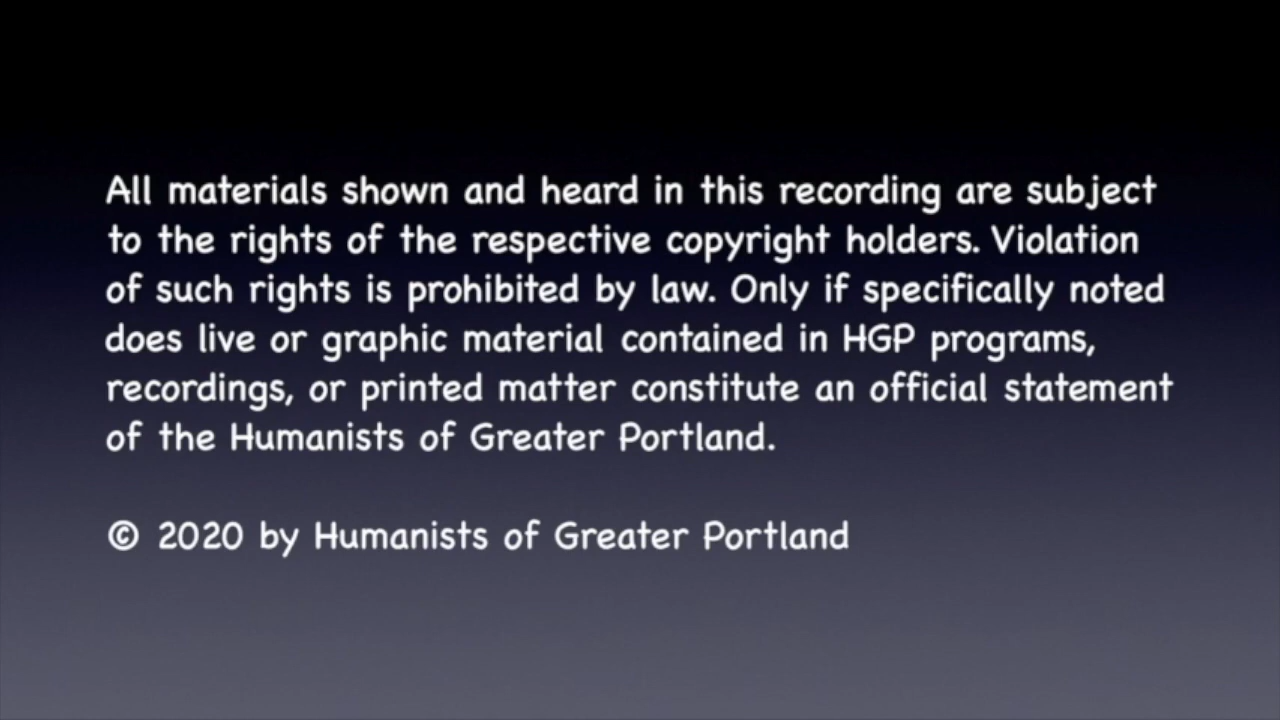 All materials shown and heard in this recording are subject
to the rights of the respective copyright holders. Violation
of such rights is prohibited by law. Only if specifically noted
does live or graphic material contained in HGP programs,
recordings, or printed matter constitute an official statement
of the Humanists of Greater Portland.
© 2020 by Humanists of Greater Portland